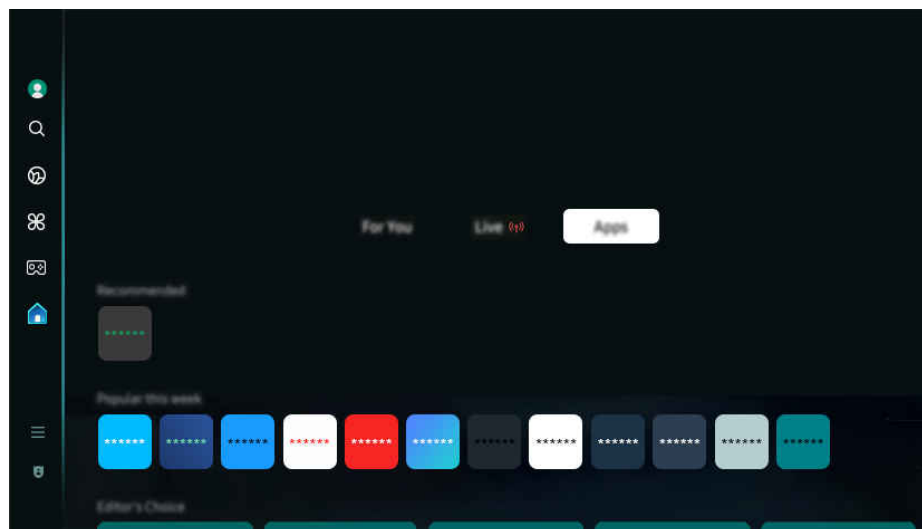 For You
Live
Apps
Recommended
******
Popular this week
****** ****** ****** ****** ****** ****** ****** ****** ****** ****** ****** ******
Editor's Choice